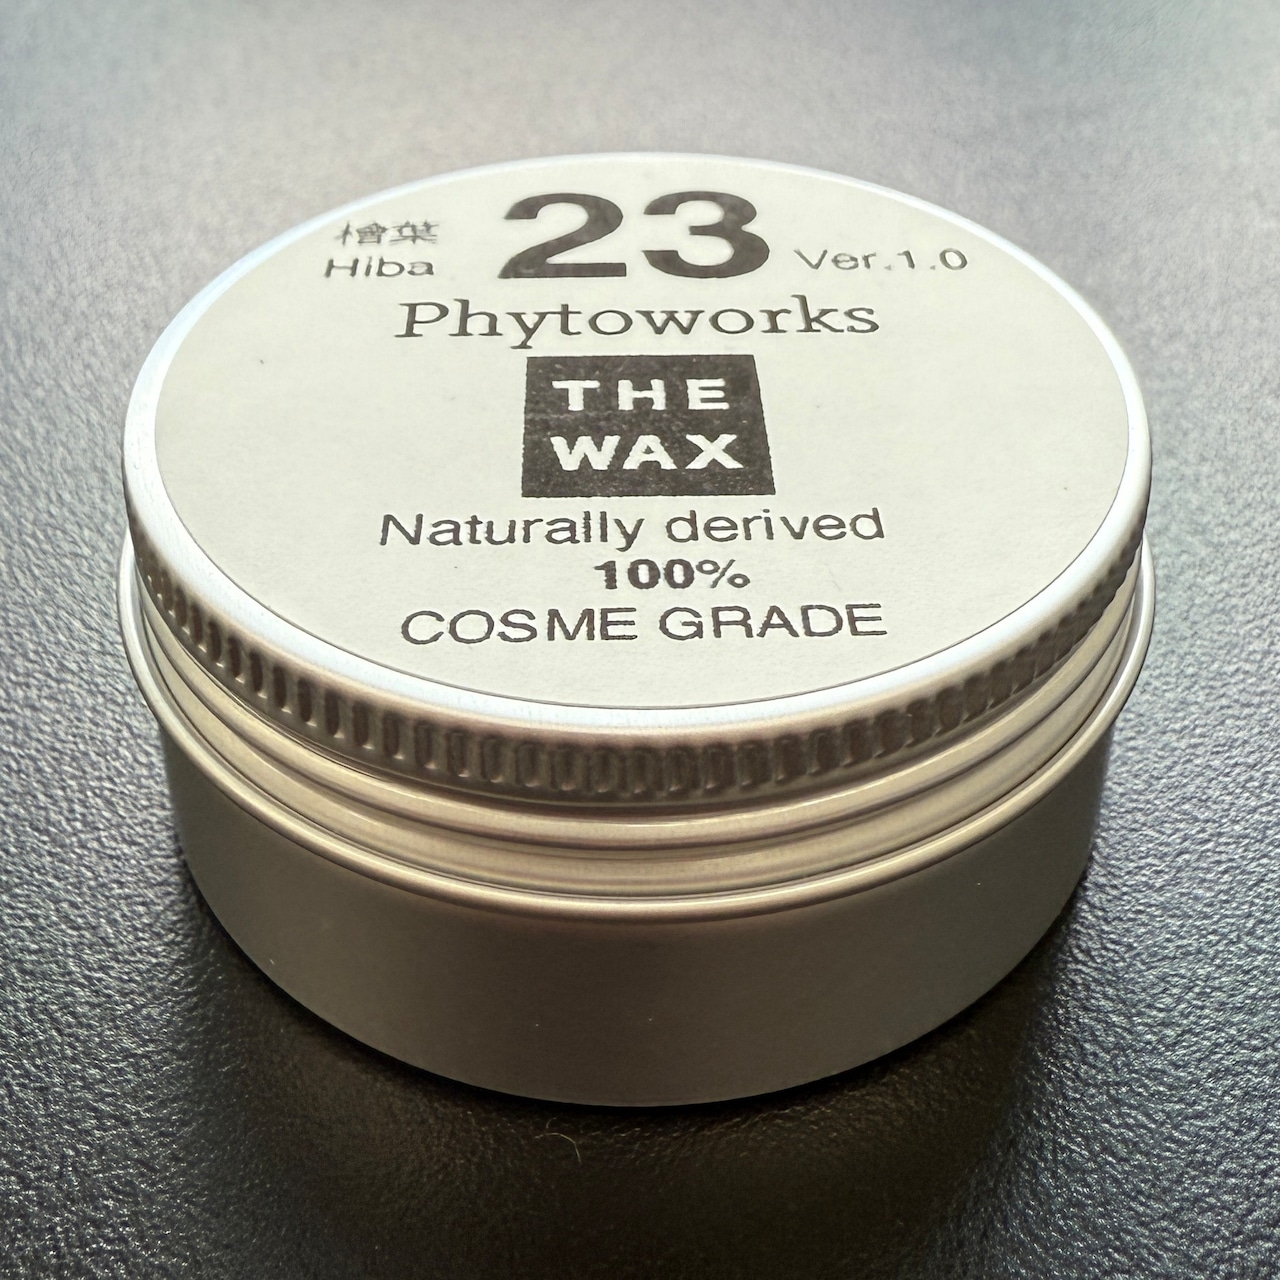 檜葉
Hiba
23
Ver.1.0
Phytoworks
THE
WAX
Naturally derived
100%
COSME GRADE